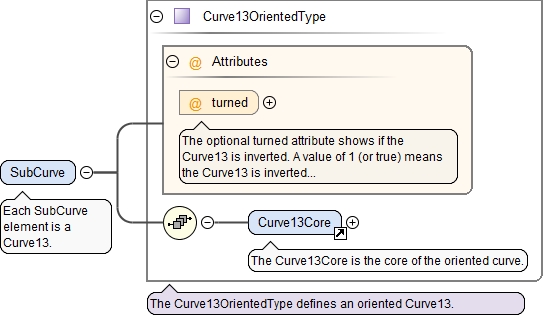 Curve13OrientedType
@ Attributes
@ turned
The optional turned attribute shows if the
Curve13 is inverted. A value of 1 (or true) means
the Curve13 is inverted...
SubCurve
Each SubCurve
element is a
Curve13.
Curve13Core
The Curve13Core is the core of the oriented curve.
The Curve13OrientedType defines an oriented Curve13.